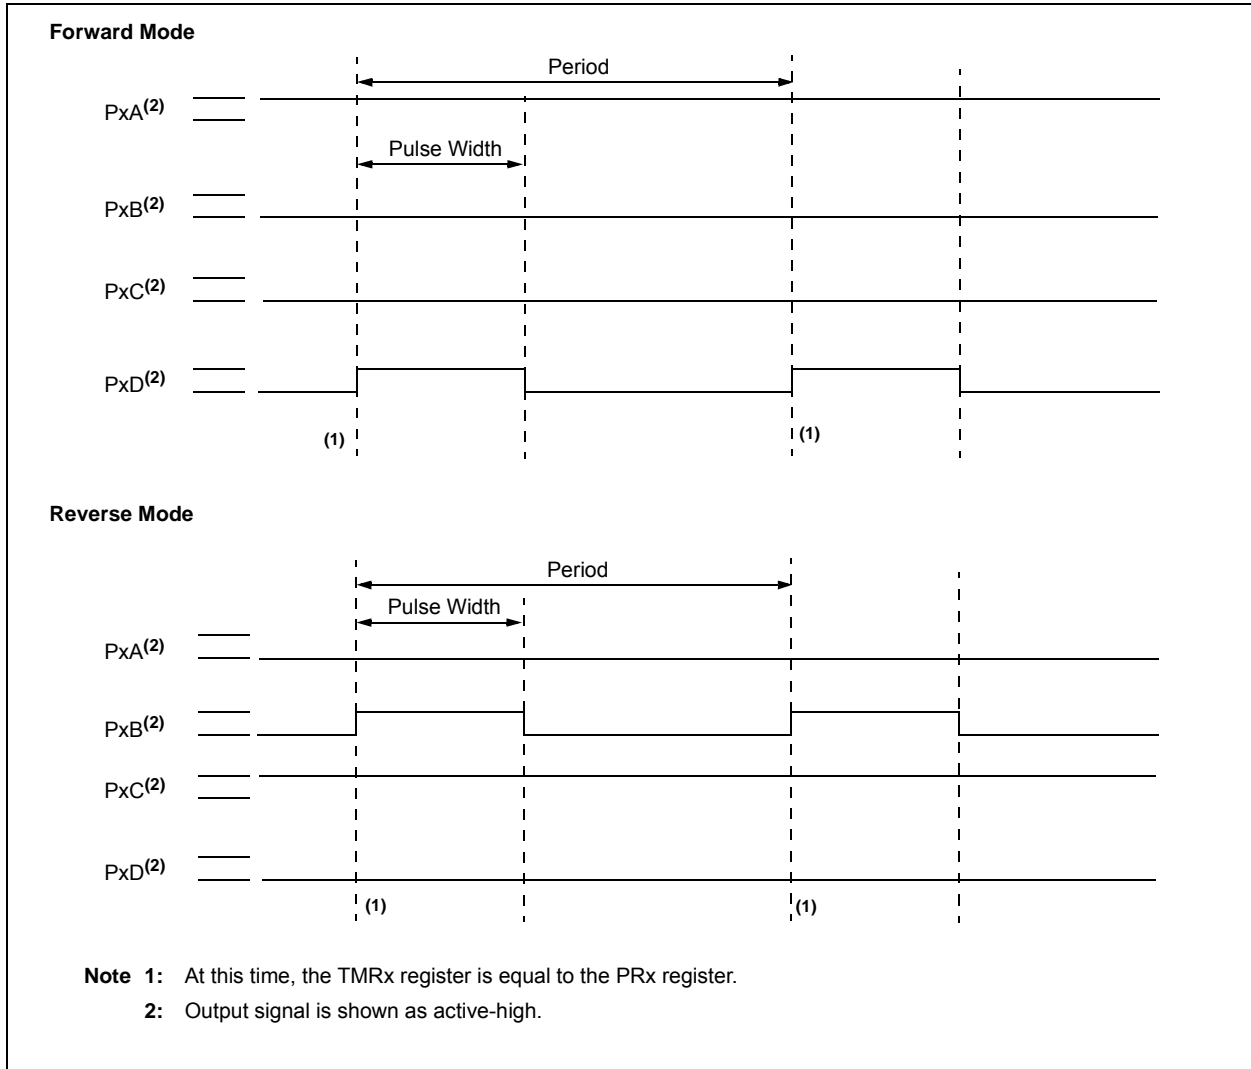 Forward Mode
Period
PxA(2)
Pulse Width
PxB(2)
PxC(2)
PxD(2)
(1) (1)
Reverse Mode
Period
Pulse Width
PxA(2)
PxB(2)
PxC(2)
PxD(2)
(1) (1)
Note 1: At this time, the TMRx register is equal to the PRx register.
2: Output signal is shown as active-high.